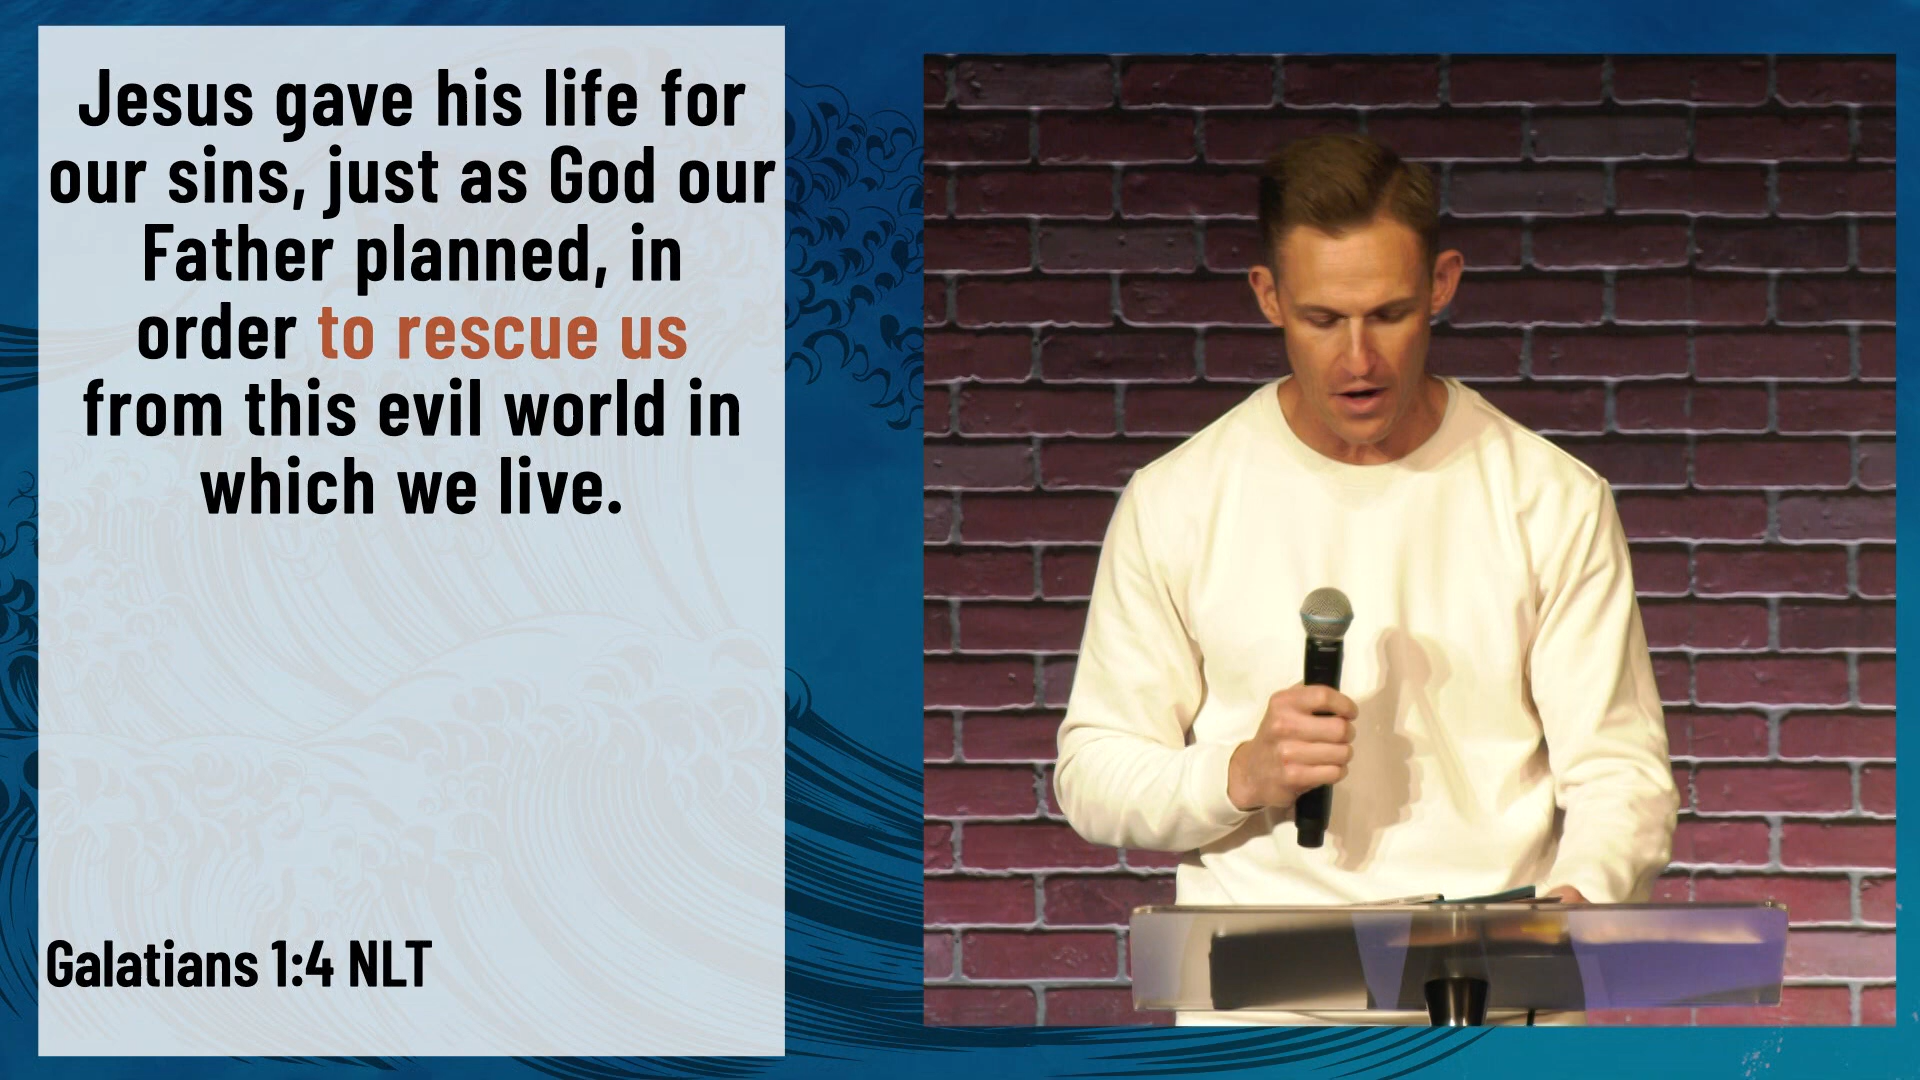 Jesus gave his life for
our sins, just as God our
Father planned, in
order to rescue us
from this evil world in
which we live.
Galatians 1:4 NLT